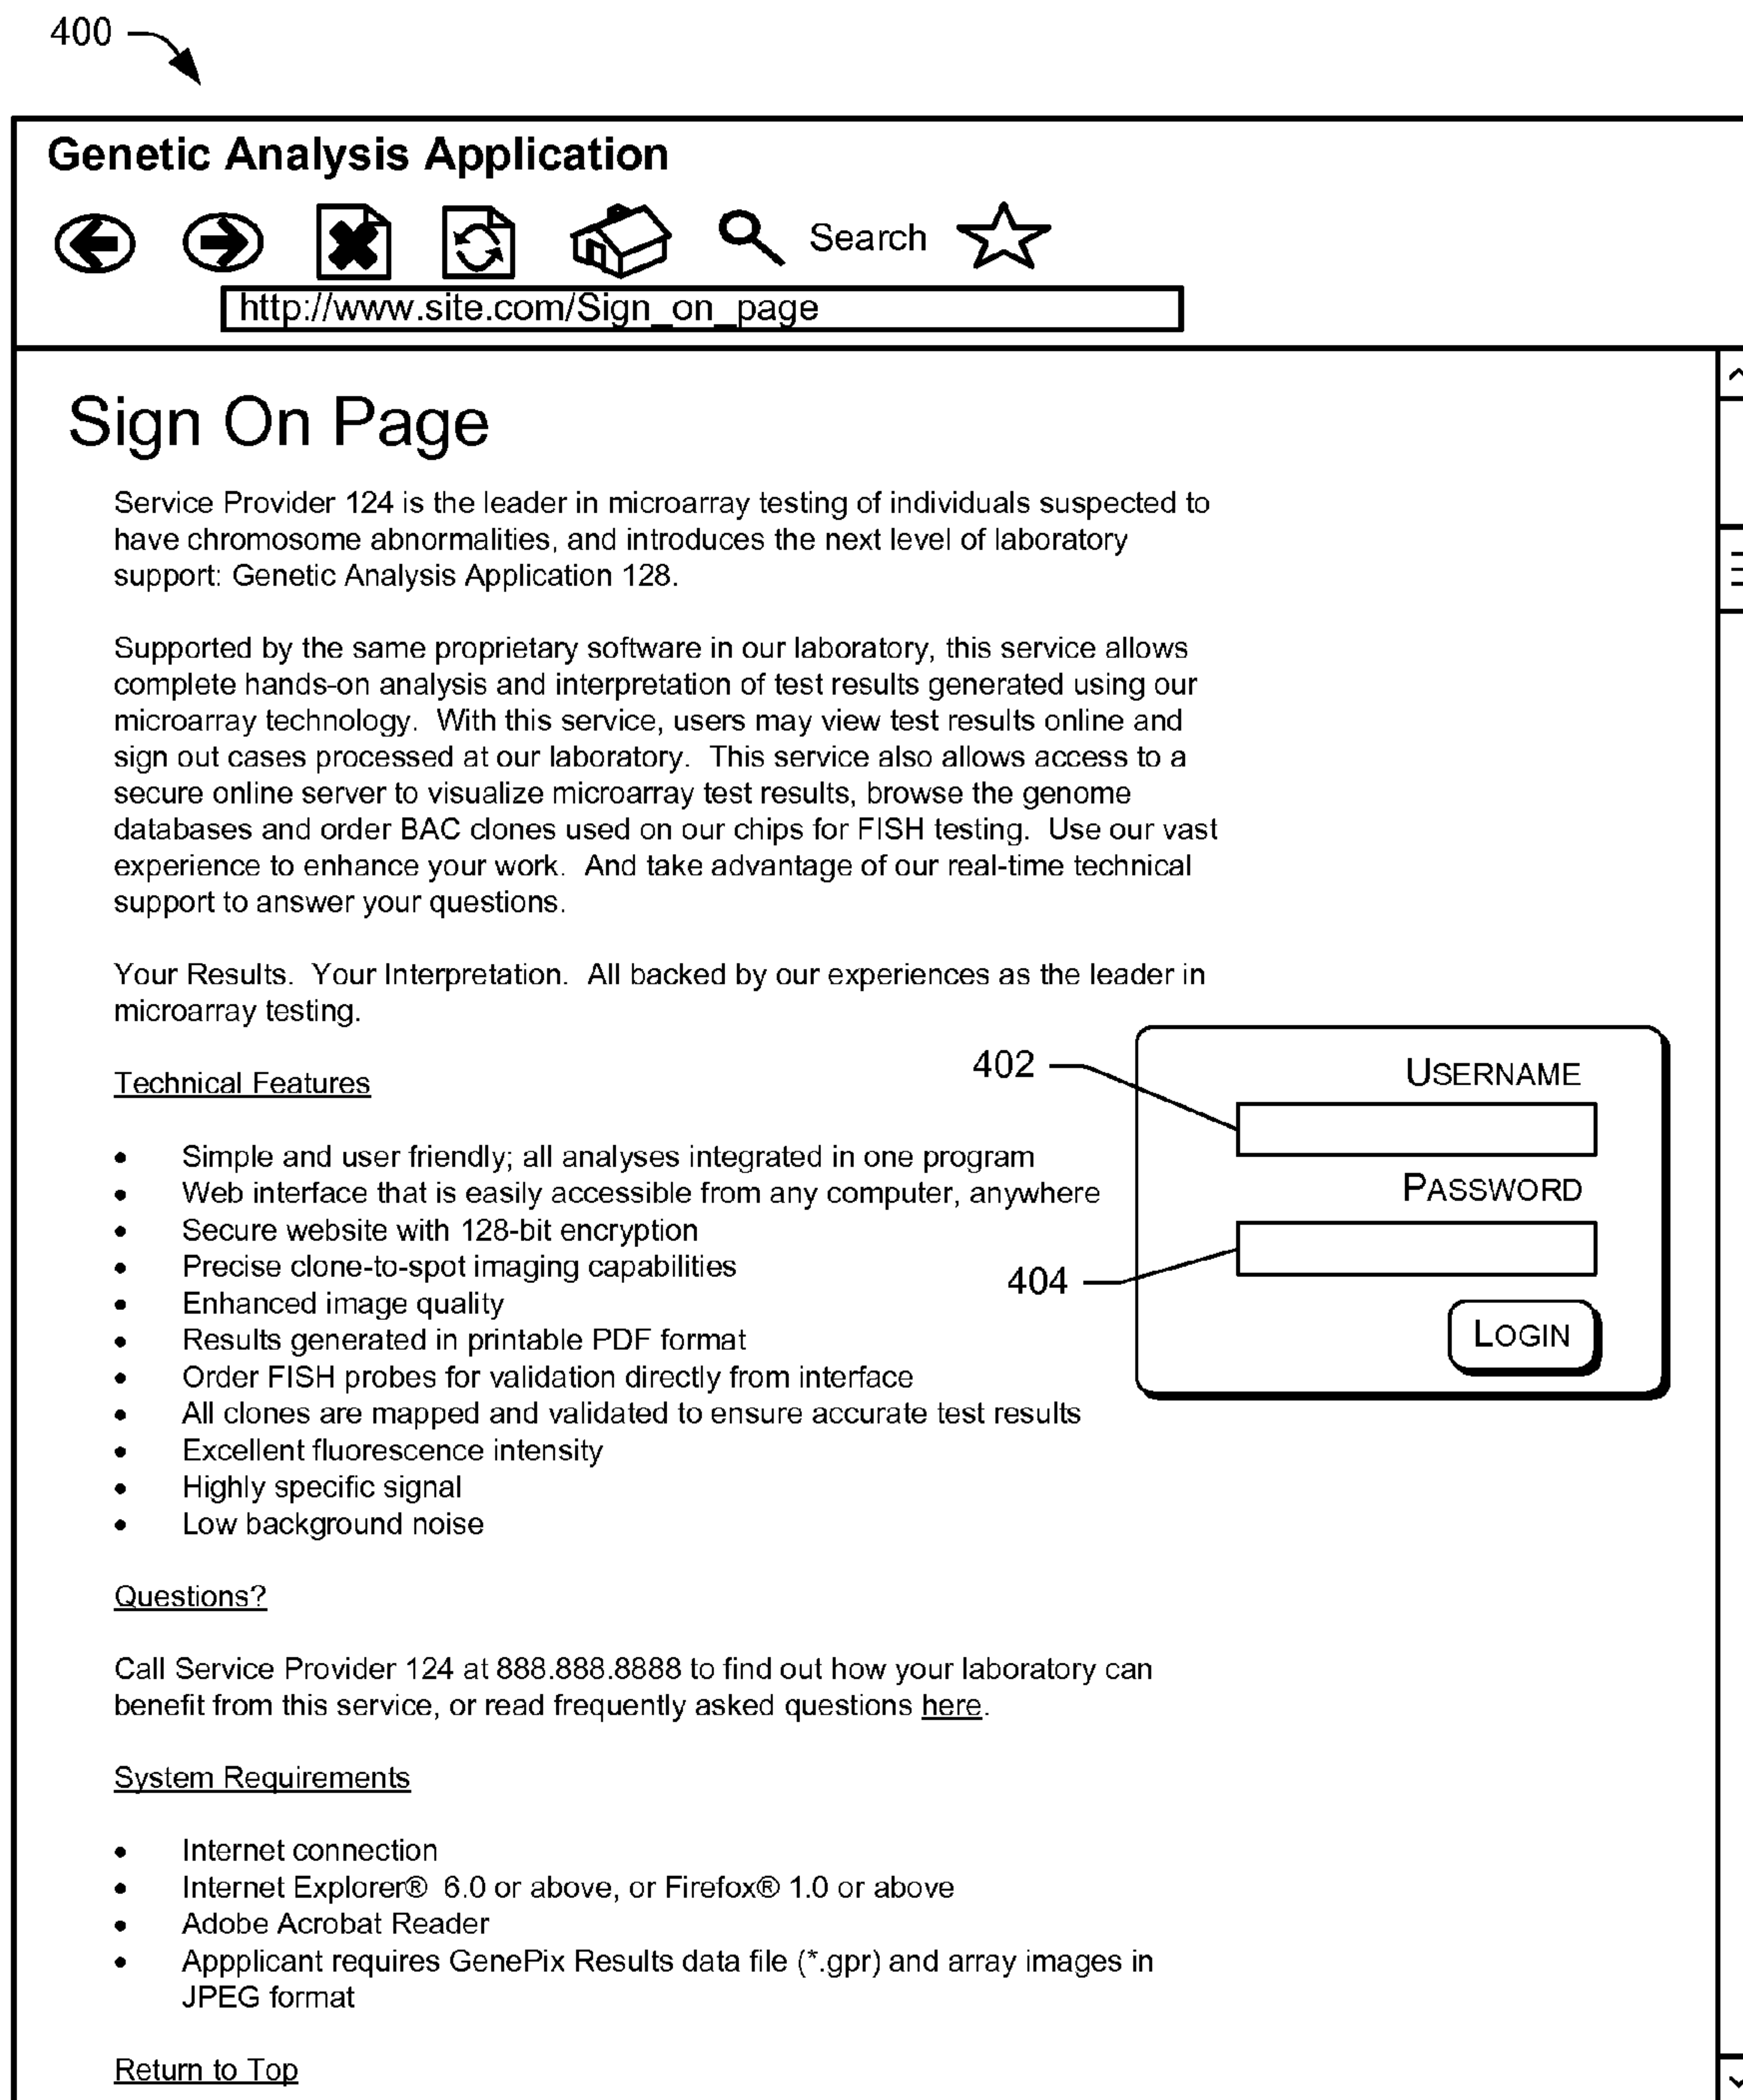 400
Genetic Analysis Application
Search
http://www.site.com/Sign_on_page
Sign On Page
Service Provider 124 is the leader in microarray testing of individuals suspected to
have chromosome abnormalities, and introduces the next level of laboratory
support: Genetic Analysis Application 128.
Supported by the same proprietary software in our laboratory, this service allows
complete hands-on analysis and interpretation of test results generated using our
microarray technology.  With this service, users may view test results online and
sign out cases processed at our laboratory.  This service also allows access to a
secure online server to visualize microarray test results, browse the genome
databases and order BAC clones used on our chips for FISH testing.  Use our vast
experience to enhance your work.  And take advantage of our real-time technical
support to answer your questions.
Your Results.  Your Interpretation.  All backed by our experiences as the leader in
microarray testing.
Technical Features
• Simple and user friendly; all analyses integrated in one program
• Web interface that is easily accessible from any computer, anywhere
• Secure website with 128-bit encryption
• Precise clone-to-spot imaging capabilities
• Enhanced image quality
• Results generated in printable PDF format
• Order FISH probes for validation directly from interface
• All clones are mapped and validated to ensure accurate test results
• Excellent fluorescence intensity
• Highly specific signal
• Low background noise
402
USERNAME
PASSWORD
404
LOGIN
Questions?
Call Service Provider 124 at 888.888.8888 to find out how your laboratory can
benefit from this service, or read frequently asked questions here.
System Requirements
• Internet connection
• Internet Explorer®  6.0 or above, or Firefox® 1.0 or above
• Adobe Acrobat Reader
• Appplicant requires GenePix Results data file (*.gpr) and array images in
JPEG format
Return to Top